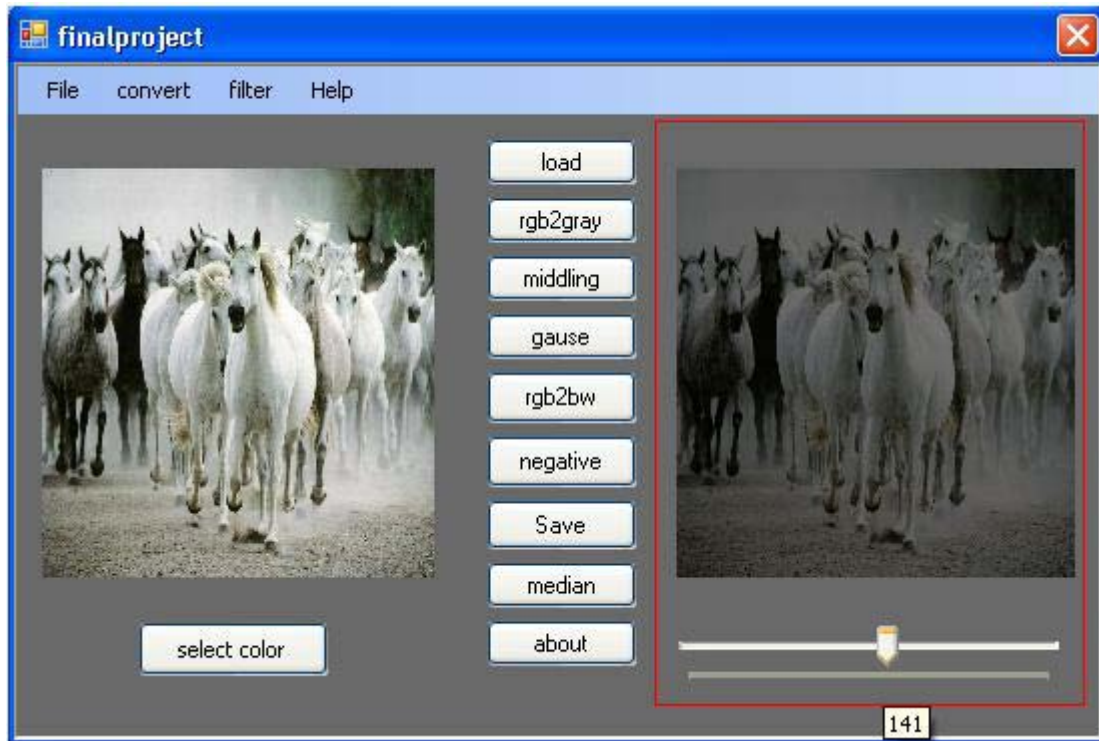 finalproject
File convert filter Help
load
rgb2gray
middling
gause
rgb2bw
negative
Save
median
about
select color
141